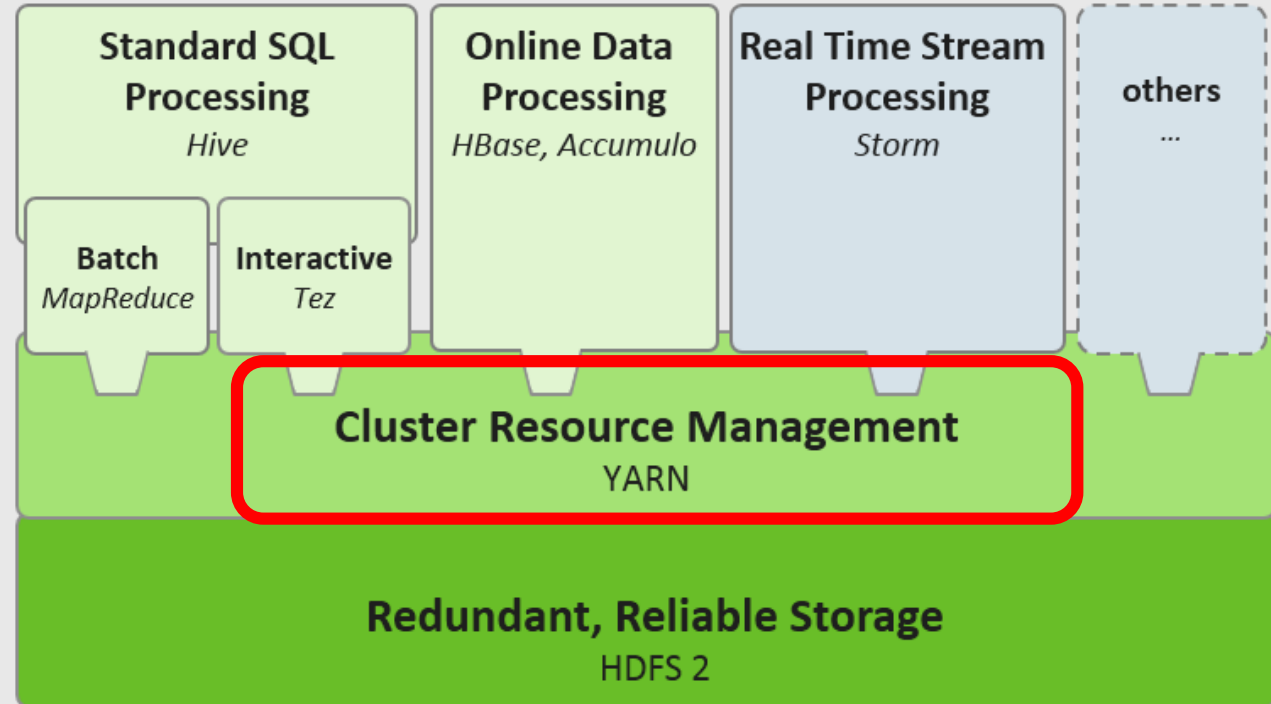 Standard SQL
Processing
Hive
Online Data
Processing
HBase, Accumulo
Real Time Stream
Processing
Storm
others
...
Batch
MapReduce
Interactive
Tez
Cluster Resource Management
YARN
Redundant, Reliable Storage
HDFS 2